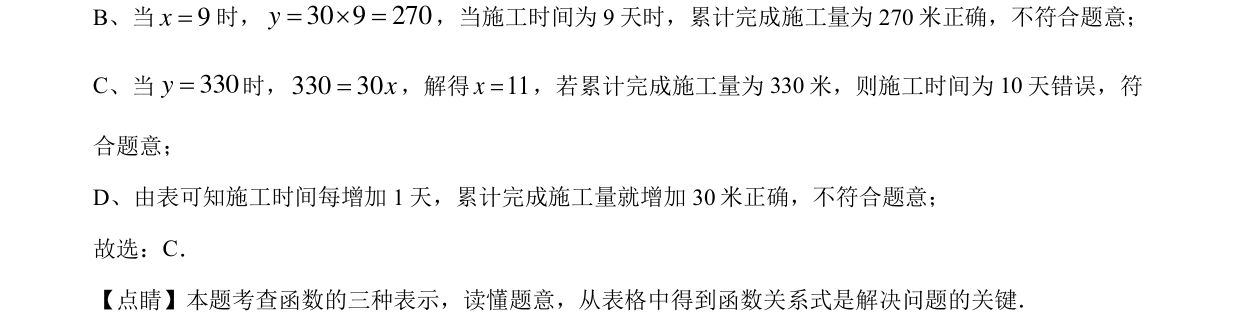 B、当 x=9 时，y=30×9=270，当施工时间为 9 天时，累计完成施工量为 270 米正确，不符合题意；
C、当 y=330时，330=30x，解得x=11，若累计完成施工量为 330 米，则施工时间为 10 天错误，符
合题意；
D、由表可知施工时间每增加 1 天，累计完成施工量就增加 30 米正确，不符合题意；
故选：C．
【点睛】本题考查函数的三种表示，读懂题意，从表格中得到函数关系式是解决问题的关键．